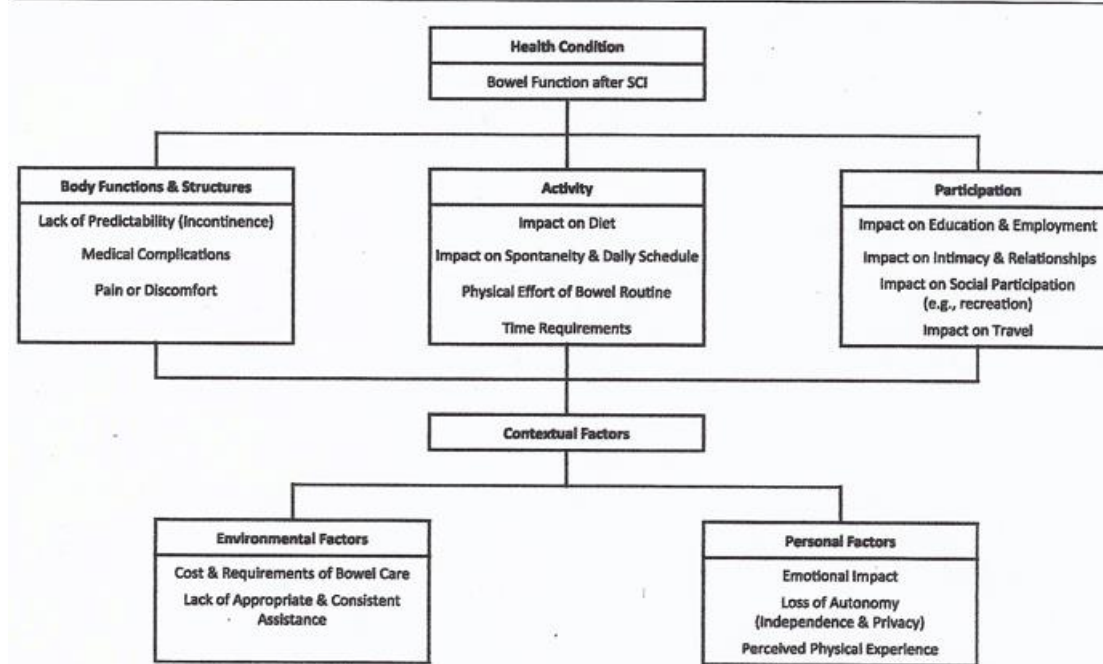 Health Condition
Bowel Function after SCI
Body Functions & Structures
Lack of Predictability (Incontinence)
Medical Complications
Pain or Discomfort
Activity
Impact on Diet
Impact on Spontaneity & Daily Schedule
Physical Effort of Bowel Routine
Time Requirements
Participation
Impact on Education & Employment
Impact on Intimacy & Relationships
Impact on Social Participation
(e.g., recreation)
Impact on Travel
Contextual Factors
Environmental Factors
Cost & Requirements of Bowel Care
Lack of Appropriate & Consistent
Assistance
Personal Factors
Emotional Impact
Loss of Autonomy
(Independence & Privacy)
Perceived Physical Experience